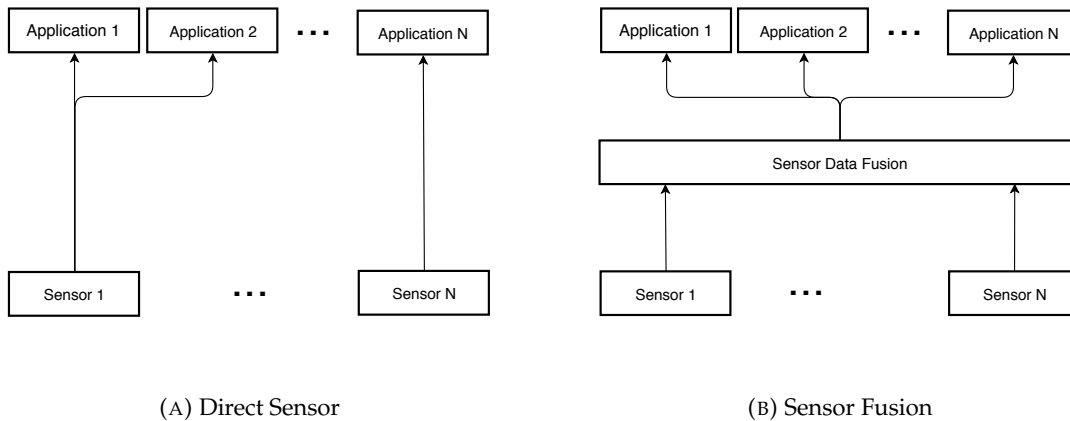 Application 1
Application 2
...
Application N
Sensor 1
...
Sensor N
(A) Direct Sensor
Application 1
Application 2
...
Application N
Sensor Data Fusion
Sensor 1
...
Sensor N
(B) Sensor Fusion